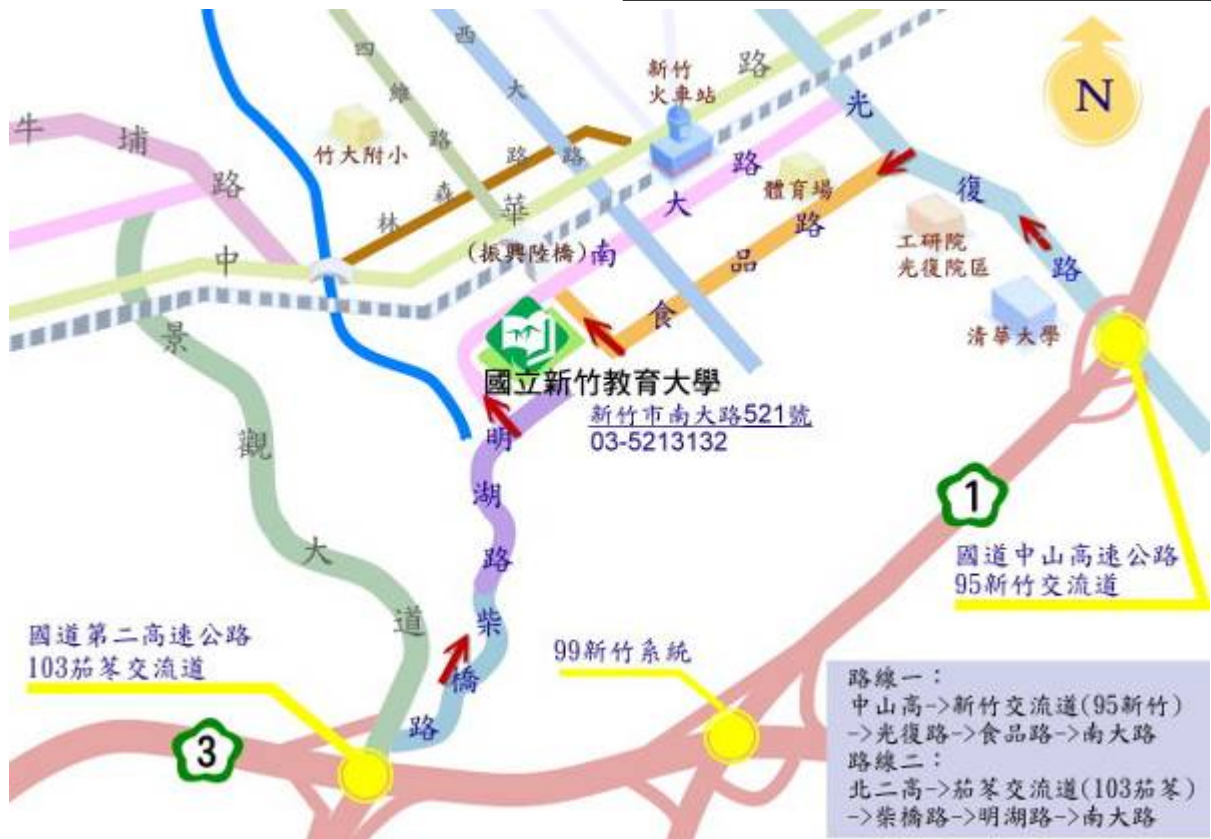 四維路
西大路
新竹
火車站
中華路
光復路
N
牛埔路
竹大附小
林森路
體育場
南大路
(振興陸橋)
食品路
工研院
光復院區
清華大學
國立新竹教育大學
新竹市南大路521號
03-5213132
景觀大道
明湖路
1
國道中山高速公路
95新竹交流道
柴橋路
國道第二高速公路
103茄苳交流道
99新竹系統
3
路線一:
中山高->新竹交流道(95新竹)
->光復路->食品路->南大路
路線二:
北二高->茄苳交流道(103茄苳)
->柴橋路->明湖路->南大路